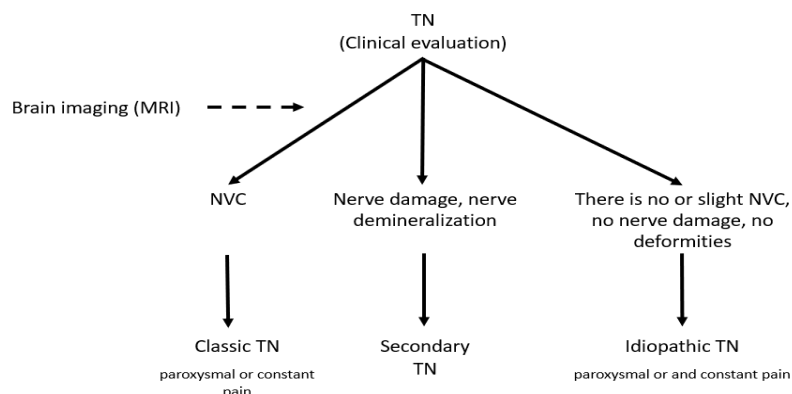 TN
(Clinical evaluation)
Brain imaging (MRI)
NVC
Nerve damage, nerve
demineralization
There is no or slight NVC,
no nerve damage, no
deformities
Classic TN
paroxysmal or constant
pain
Secondary
TN
Idiopathic TN
paroxysmal or and constant pain